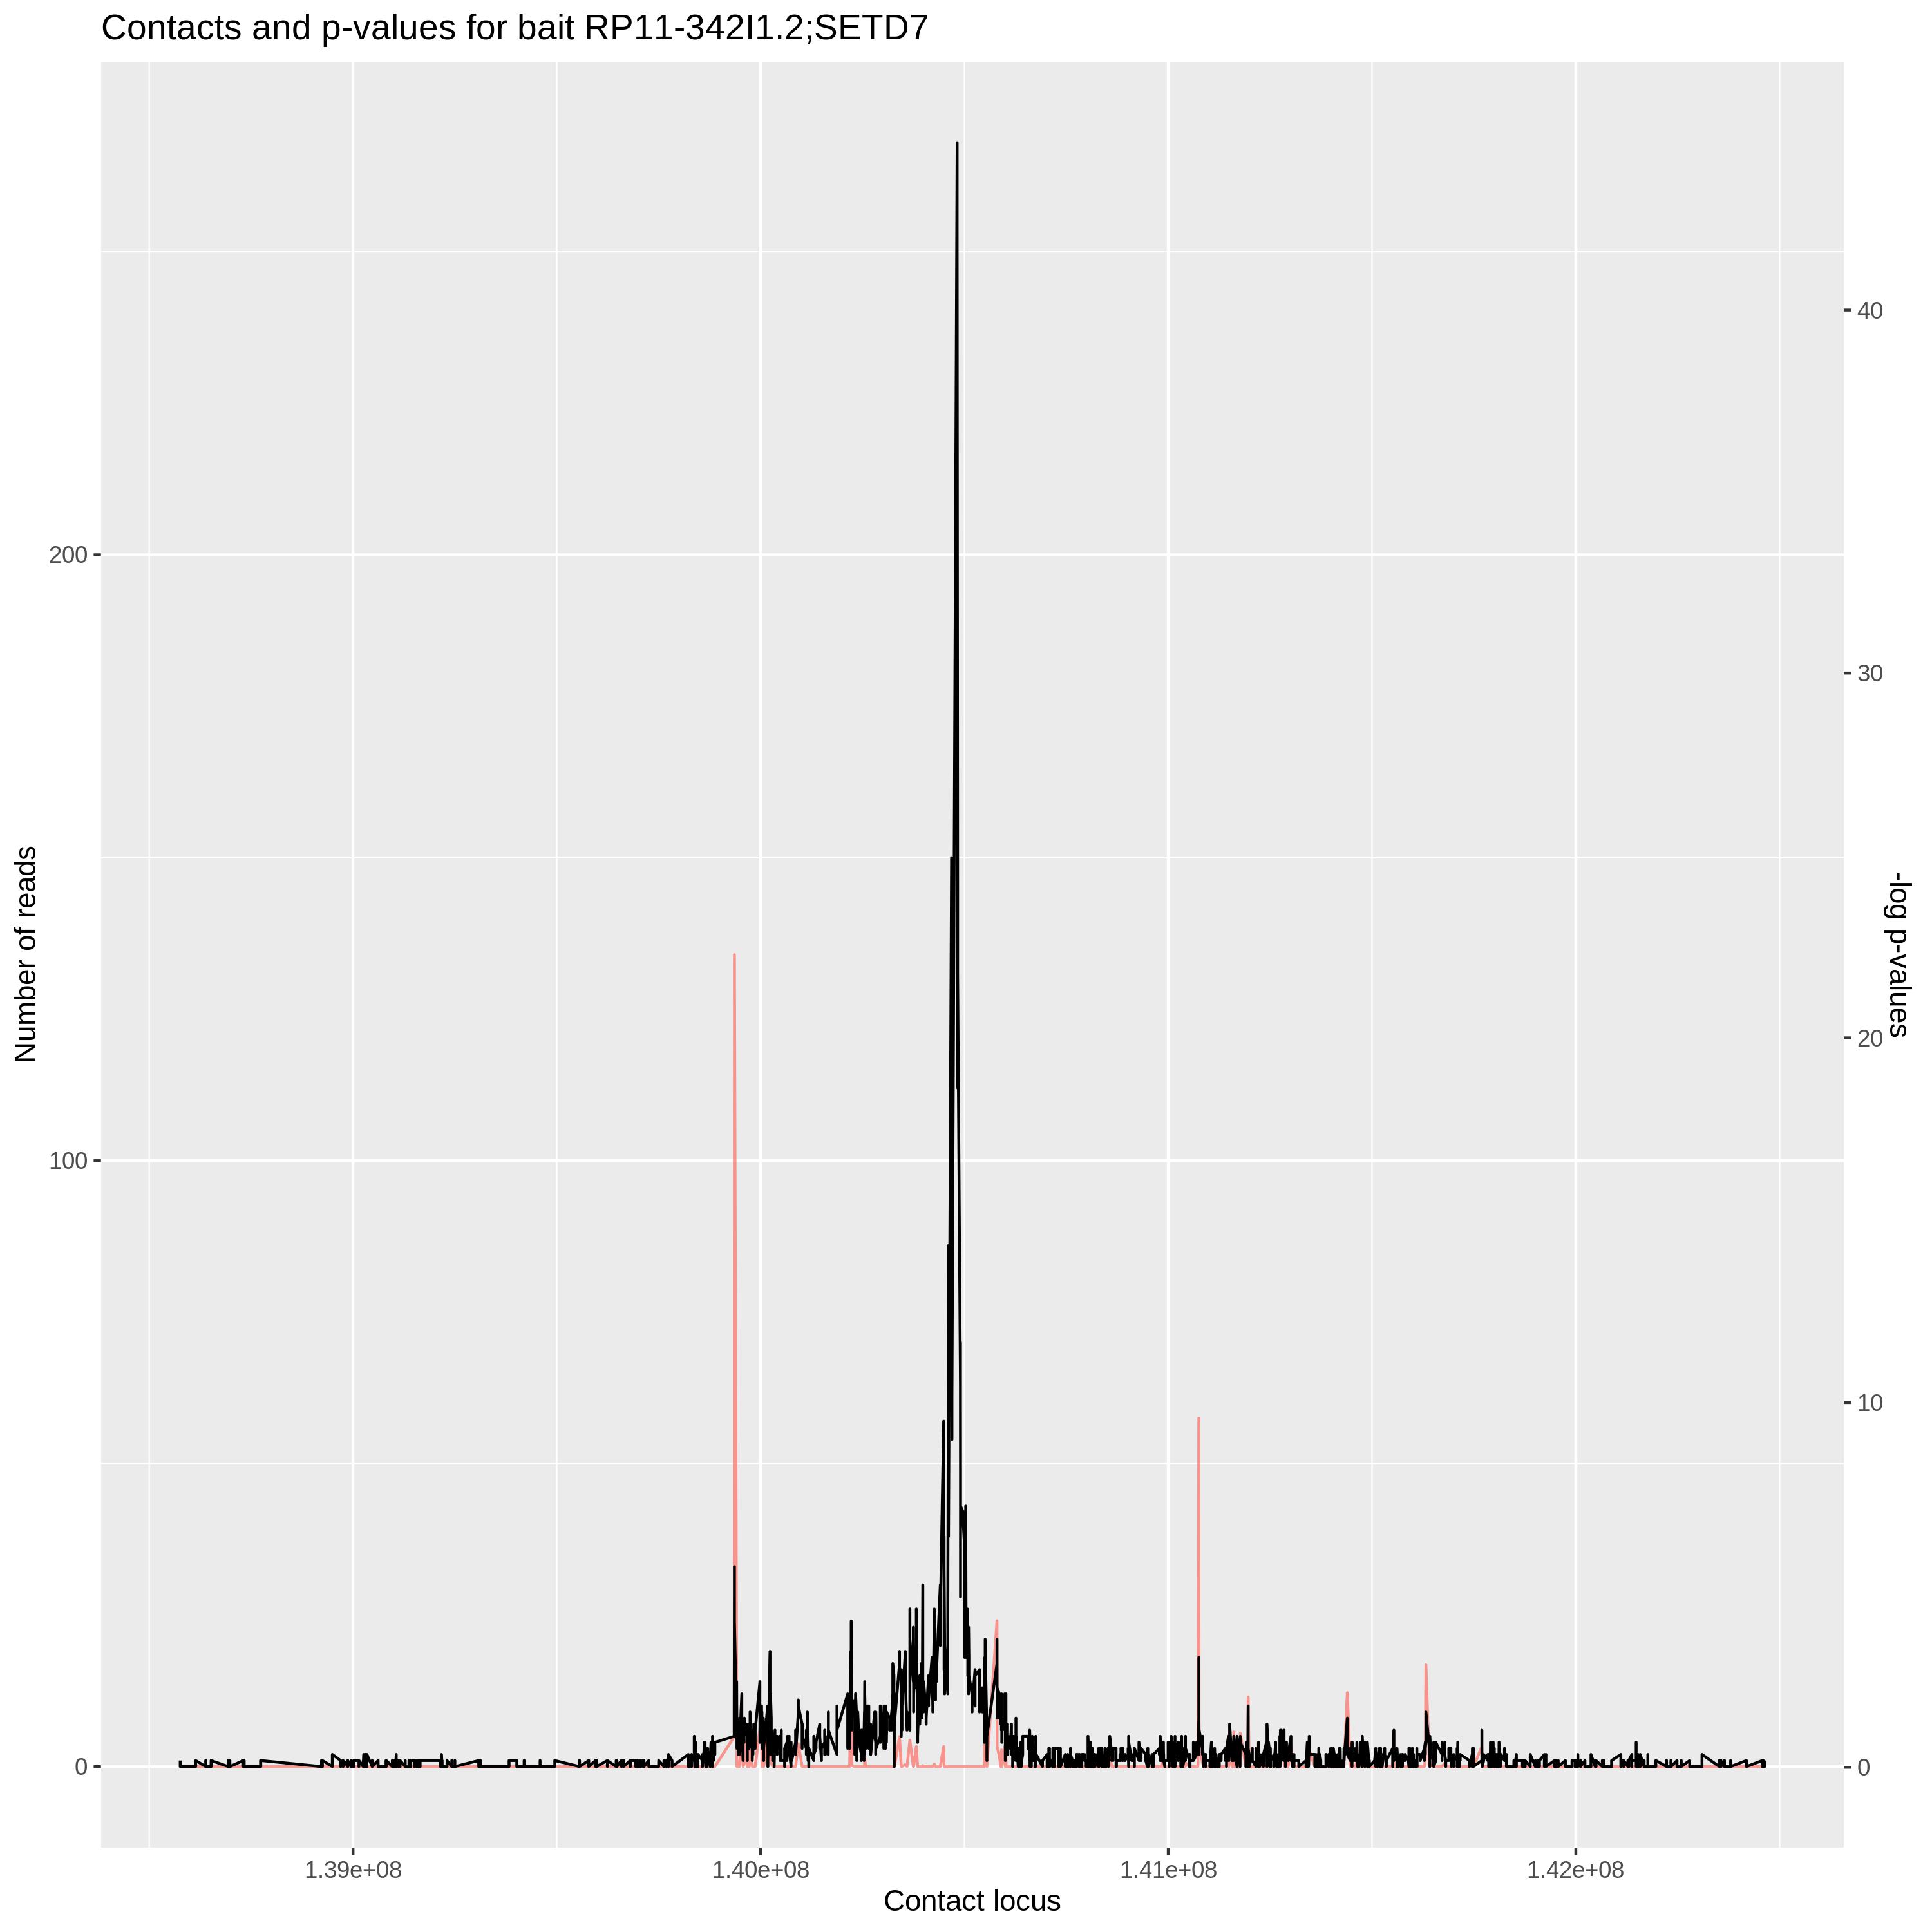 Contacts and p-values for bait RP11-342I1.2;SETD7
Number of reads
200
100
0
40
30
20
10
0
-log p-values
1.39e+08
1.40e+08
1.41e+08
1.42e+08
Contact locus